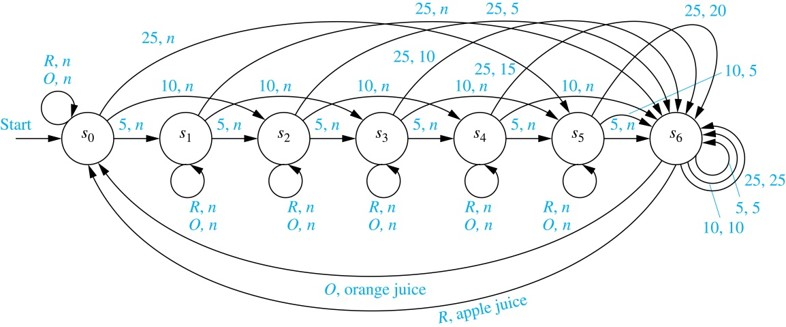 25, n
25, n
25, 5
25, 20
R, n
O, n
25, 10
25, 15
10, 5
10, n
10, n
10, n
10, n
10, n
Start
s0
5, n
s1
5, n
s2
5, n
s3
5, n
s4
5, n
s5
5, n
s6
25, 25
5, 5
10, 10
R, n
O, n
R, n
O, n
R, n
O, n
R, n
O, n
R, n
O, n
O, orange juice
R, apple juice